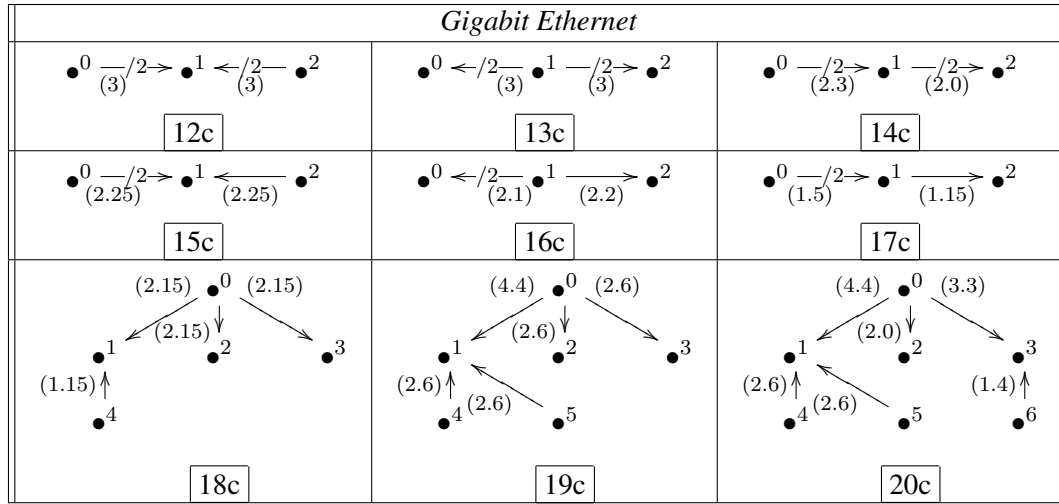 Gigabit Ethernet
0 /2 1 /2 2
(3) (3)
12c
0 /2 1 /2 2
(3) (3)
13c
0 /2 1 /2 2
(2.3) (2.0)
14c
0 /2 1 2
(2.25) (2.25)
15c
0 /2 1 2
(2.1) (2.2)
16c
0 /2 1 2
(1.5) (1.15)
17c
(2.15) 0 (2.15)
(2.15)
1 2 3
(1.15)
4
18c
(4.4) 0 (2.6)
(2.6)
1 2 3
(2.6)
4 (2.6) 5
19c
(4.4) 0 (3.3)
(2.0)
1 2 3
(2.6) (1.4)
4 (2.6) 5 6
20c